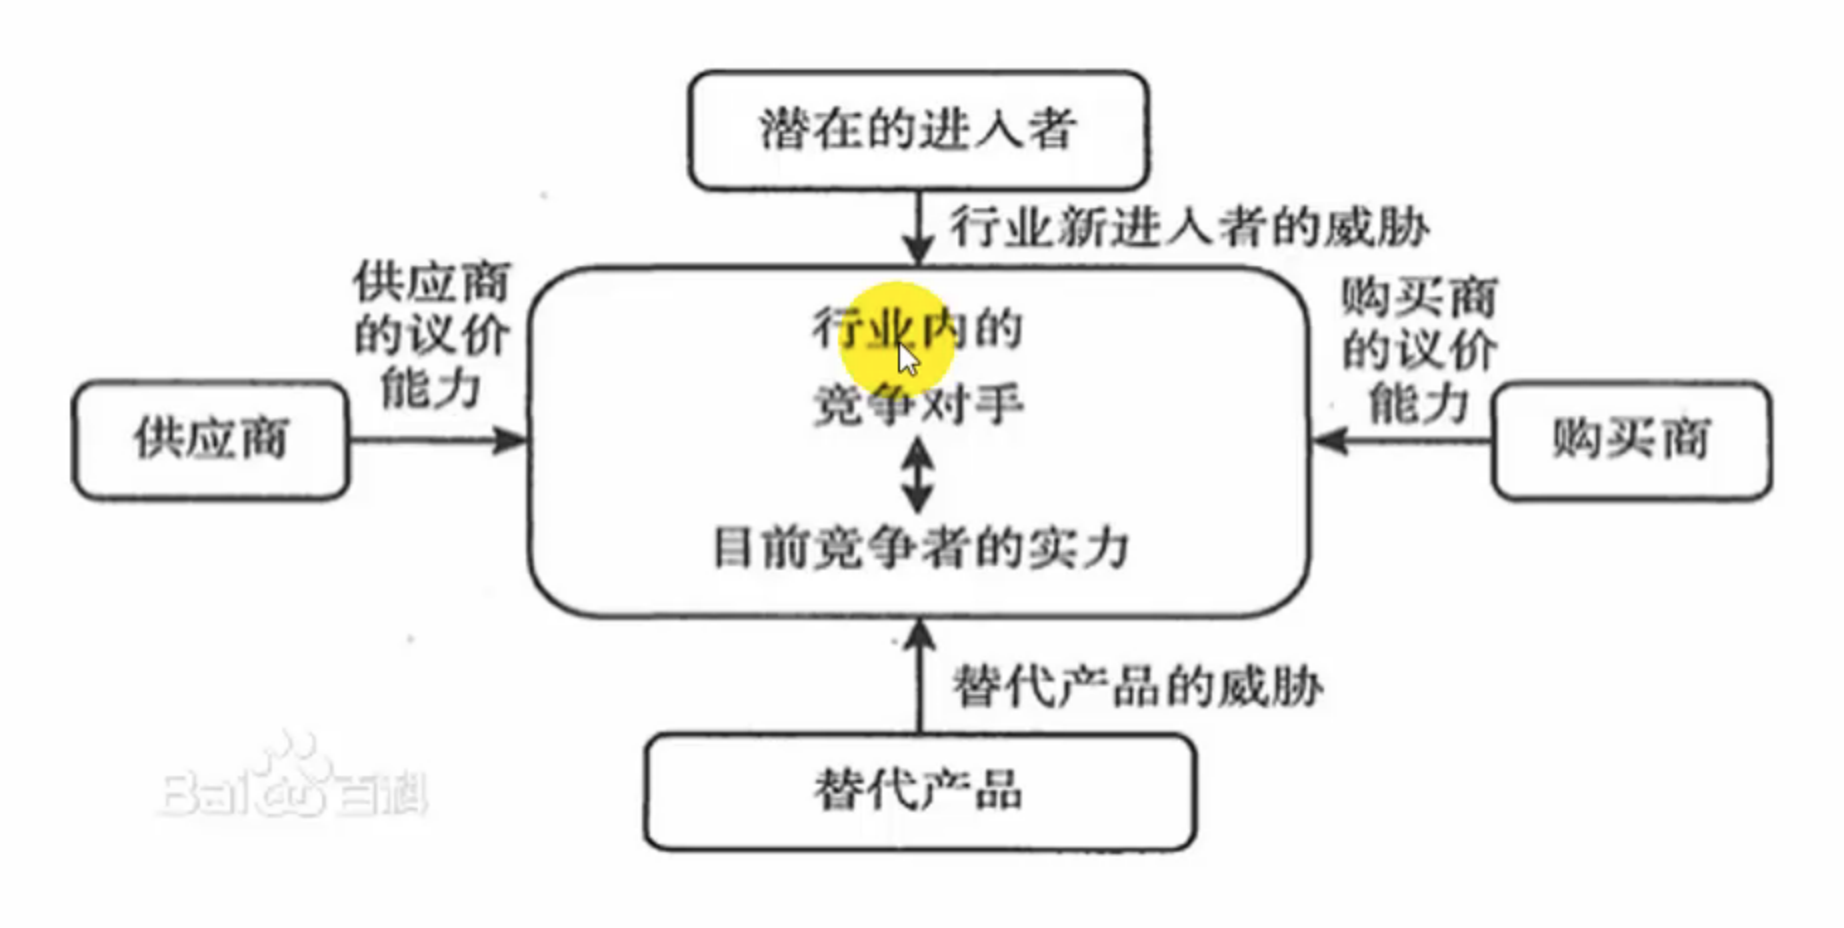 潜在的进入者
行业新进入者的威胁
供应商
的议价
能力
供应商
行业内的
竞争对手
目前竞争者的实力
购买商
的议价
能力
购买商
替代产品的威胁
替代产品
Bai百科